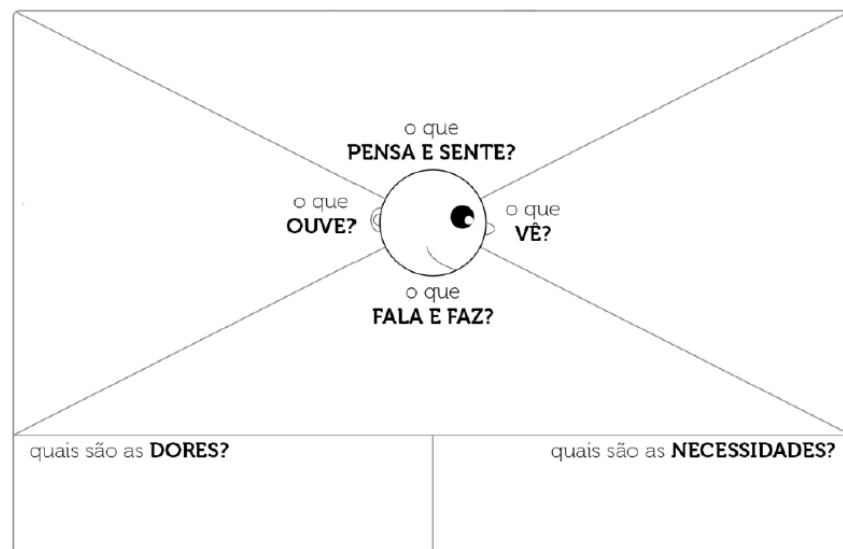 o que
PENSA E SENTE?
o que
OUVE?
o que
VÊ?
o que
FALA E FAZ?
quais são as DORES?
quais são as NECESSIDADES?